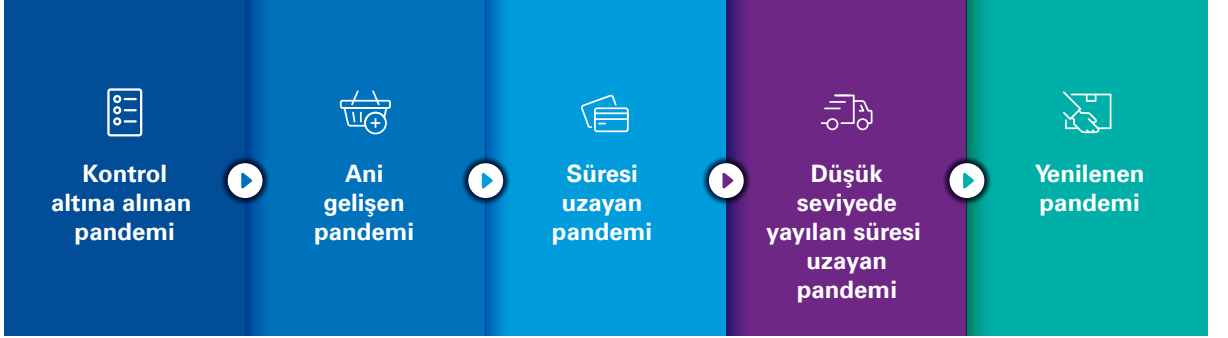 Kontrol
altına alınan
pandemi
Ani
gelişen
pandemi
Süresi
uzayan
pandemi
Düşük
seviyede
yayılan süresi
uzayan
pandemi
Yenilenen
pandemi